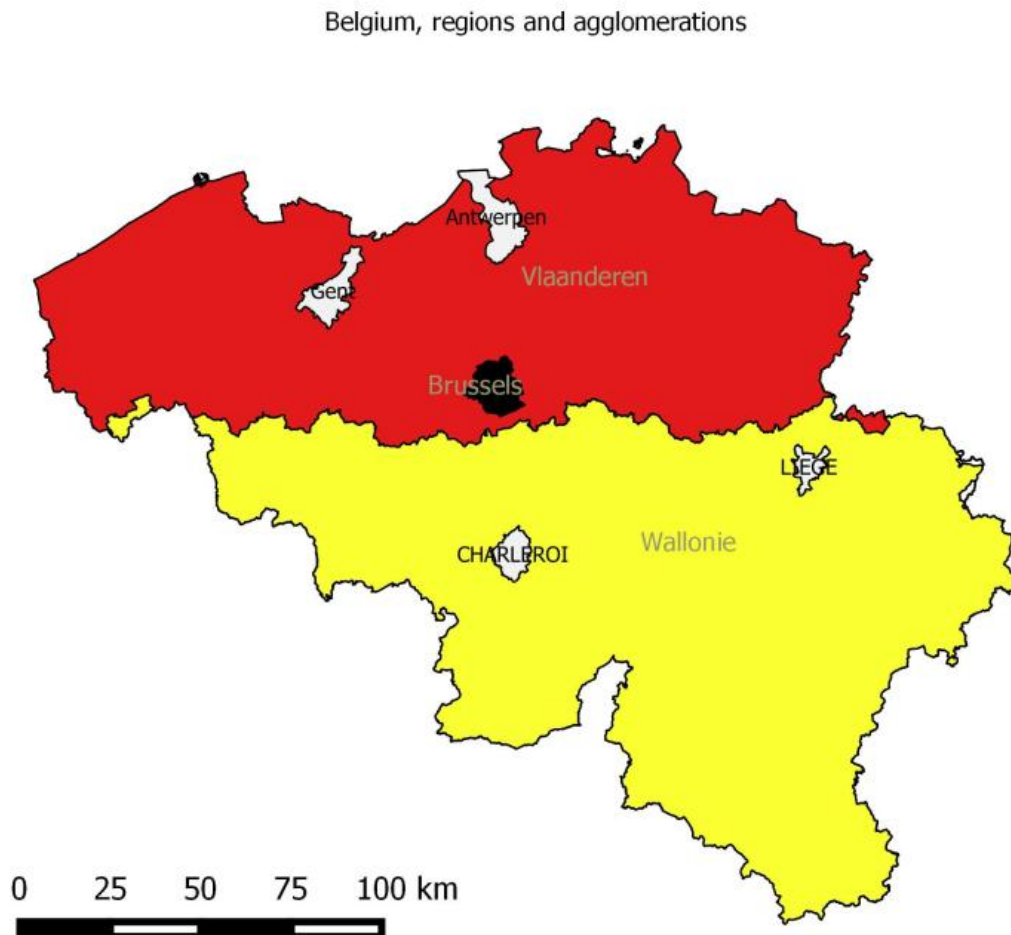 Belgium, regions and agglomerations
Antwerpen
Vlaanderen
Gent
Brussels
LIEGE
CHARLEROI
Wallonie
0 25 50 75 100 km